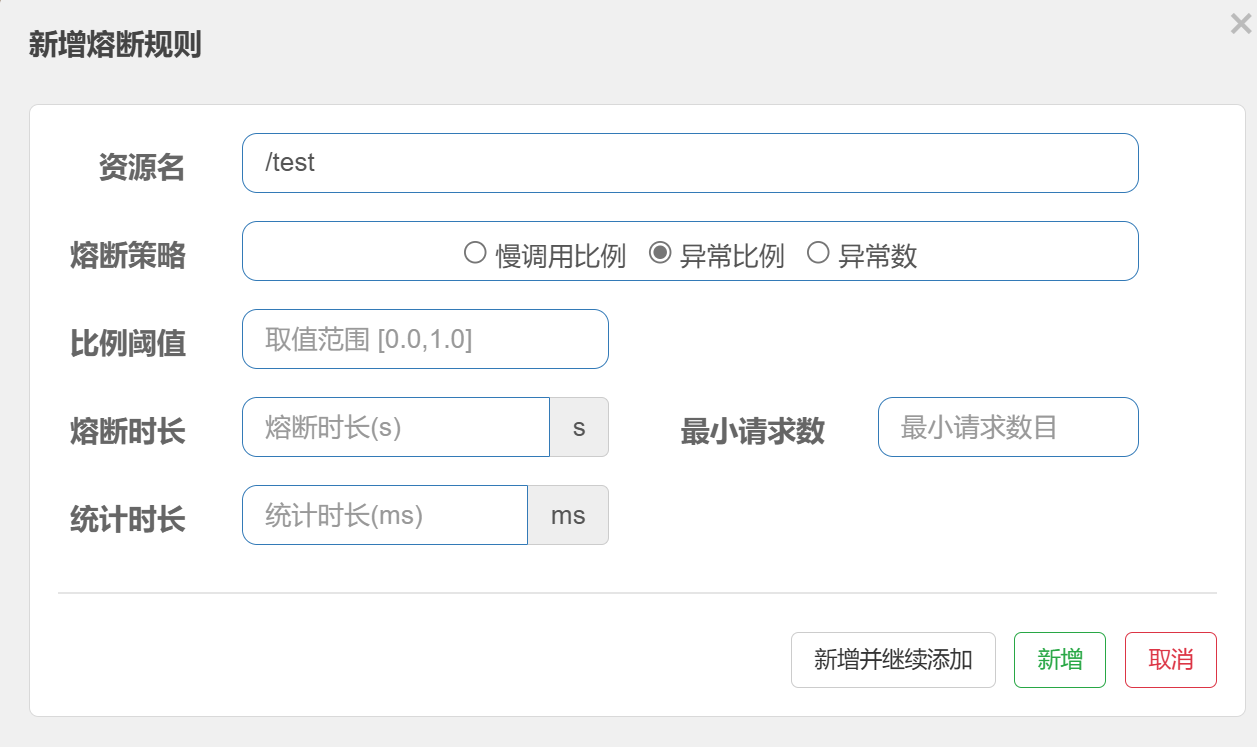 新增熔断规则
×
资源名 /test
熔断策略 慢调用比例 异常比例 异常数
比例阈值 取值范围 [0.0,1.0]
熔断时长 熔断时长(s) s 最小请求数 最小请求数目
统计时长 统计时长(ms) ms
新增并继续添加 新增 取消